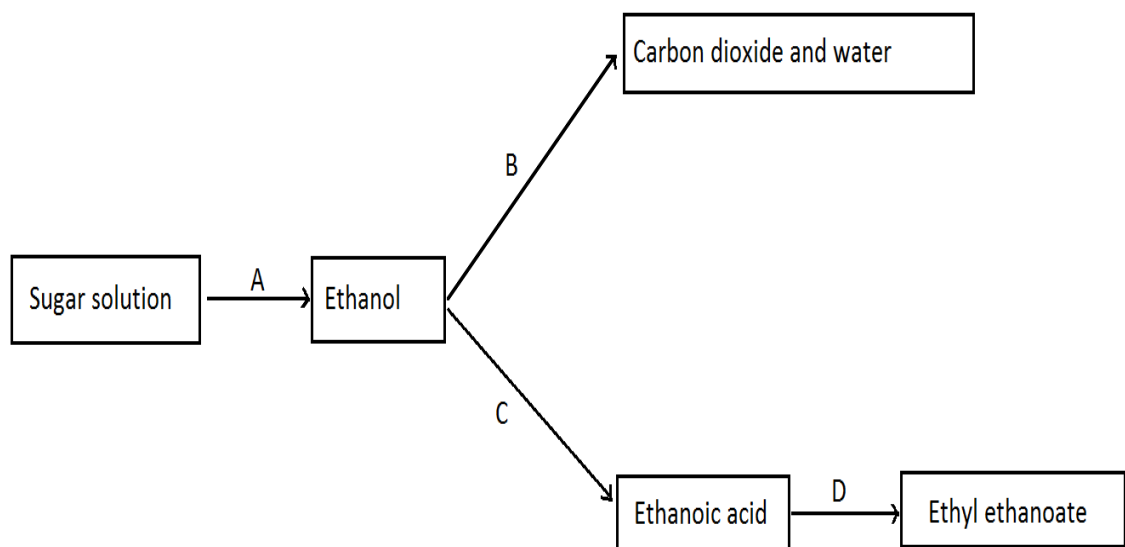 Carbon dioxide and water
B
Sugar solution
A
Ethanol
C
Ethanoic acid
D
Ethyl ethanoate